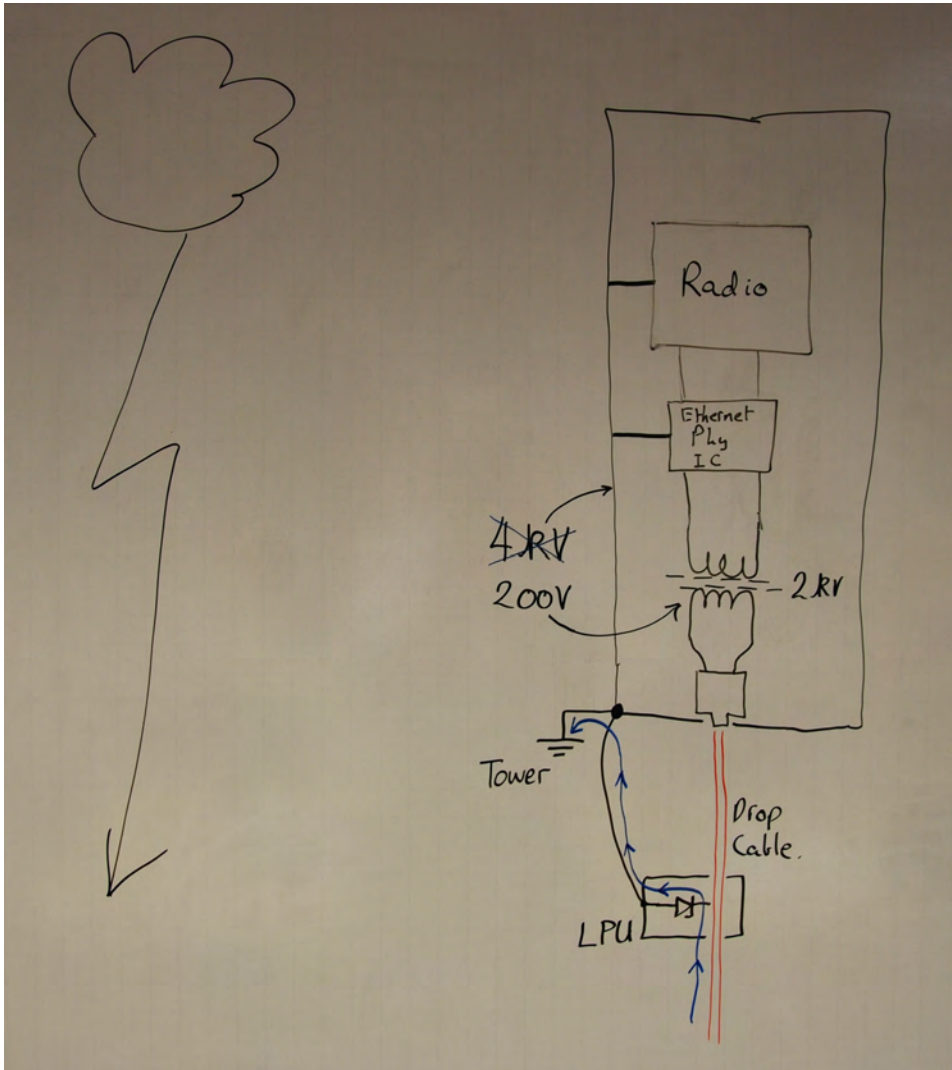 Radio
Ethernet
Phy
IC
4kV
200V
2kV
Tower
Drop
Cable.
LPU